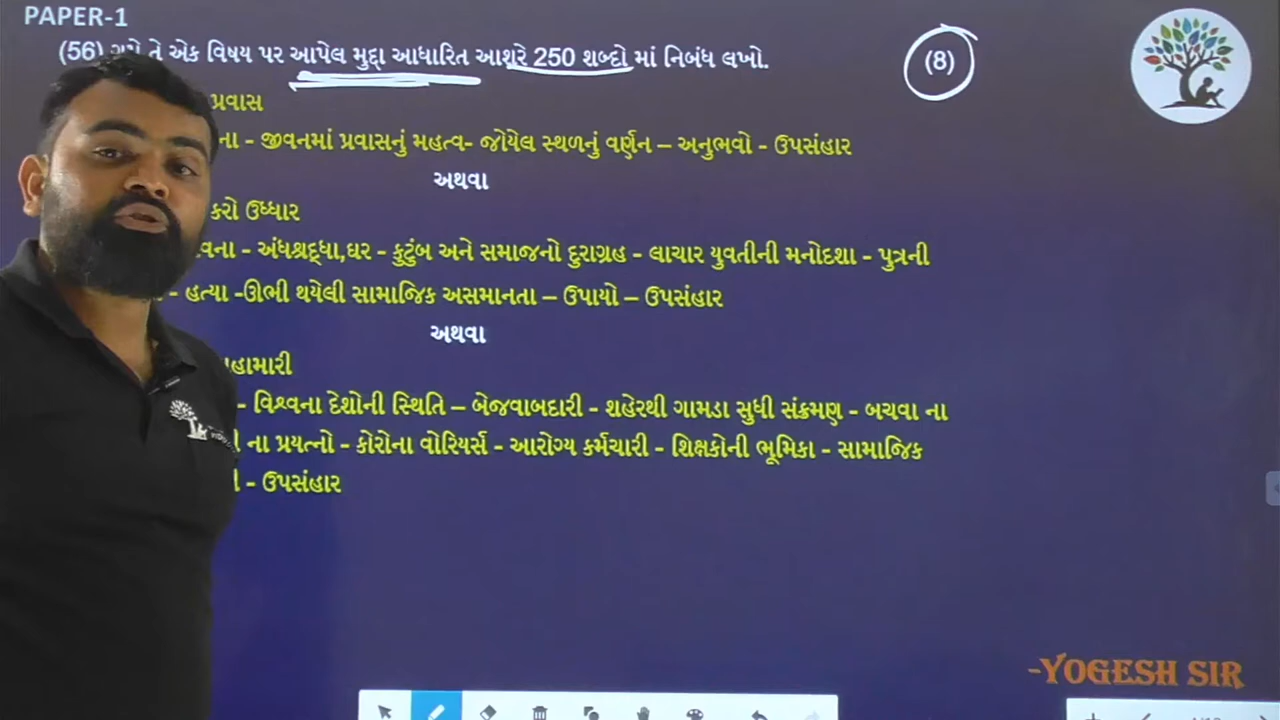 PAPER-1
(56) ગમે તે એક વિષય પર આપેલ મુદ્દા આધારિત આશરે 250 શબ્દો માં નિબંધ લખો. (8)
પ્રવાસ
ના - જીવનમાં પ્રવાસનું મહત્વ- જોયેલ સ્થળનું વર્ણન – અનુભવો - ઉપસંહાર
અથવા
કરો ઉધ્ધાર
વના - અંધશ્રદ્ધા,ઘર - કુટુંબ અને સમાજનો દુરાગ્રહ - લાચાર યુવતીની મનોદશા - પુત્રની
- હત્યા -ઊભી થયેલી સામાજિક અસમાનતા – ઉપાયો – ઉપસંહાર
અથવા
હામારી
- વિશ્વના દેશોની સ્થિતિ – બેજવાબદારી - શહેરથી ગામડા સુધી સંક્રમણ - બચવા ના
ના પ્રયત્નો - કોરોના વોરિયર્સ - આરોગ્ય કર્મચારી - શિક્ષકોની ભૂમિકા - સામાજિક
- ઉપસંહાર
-YOGESH SIR